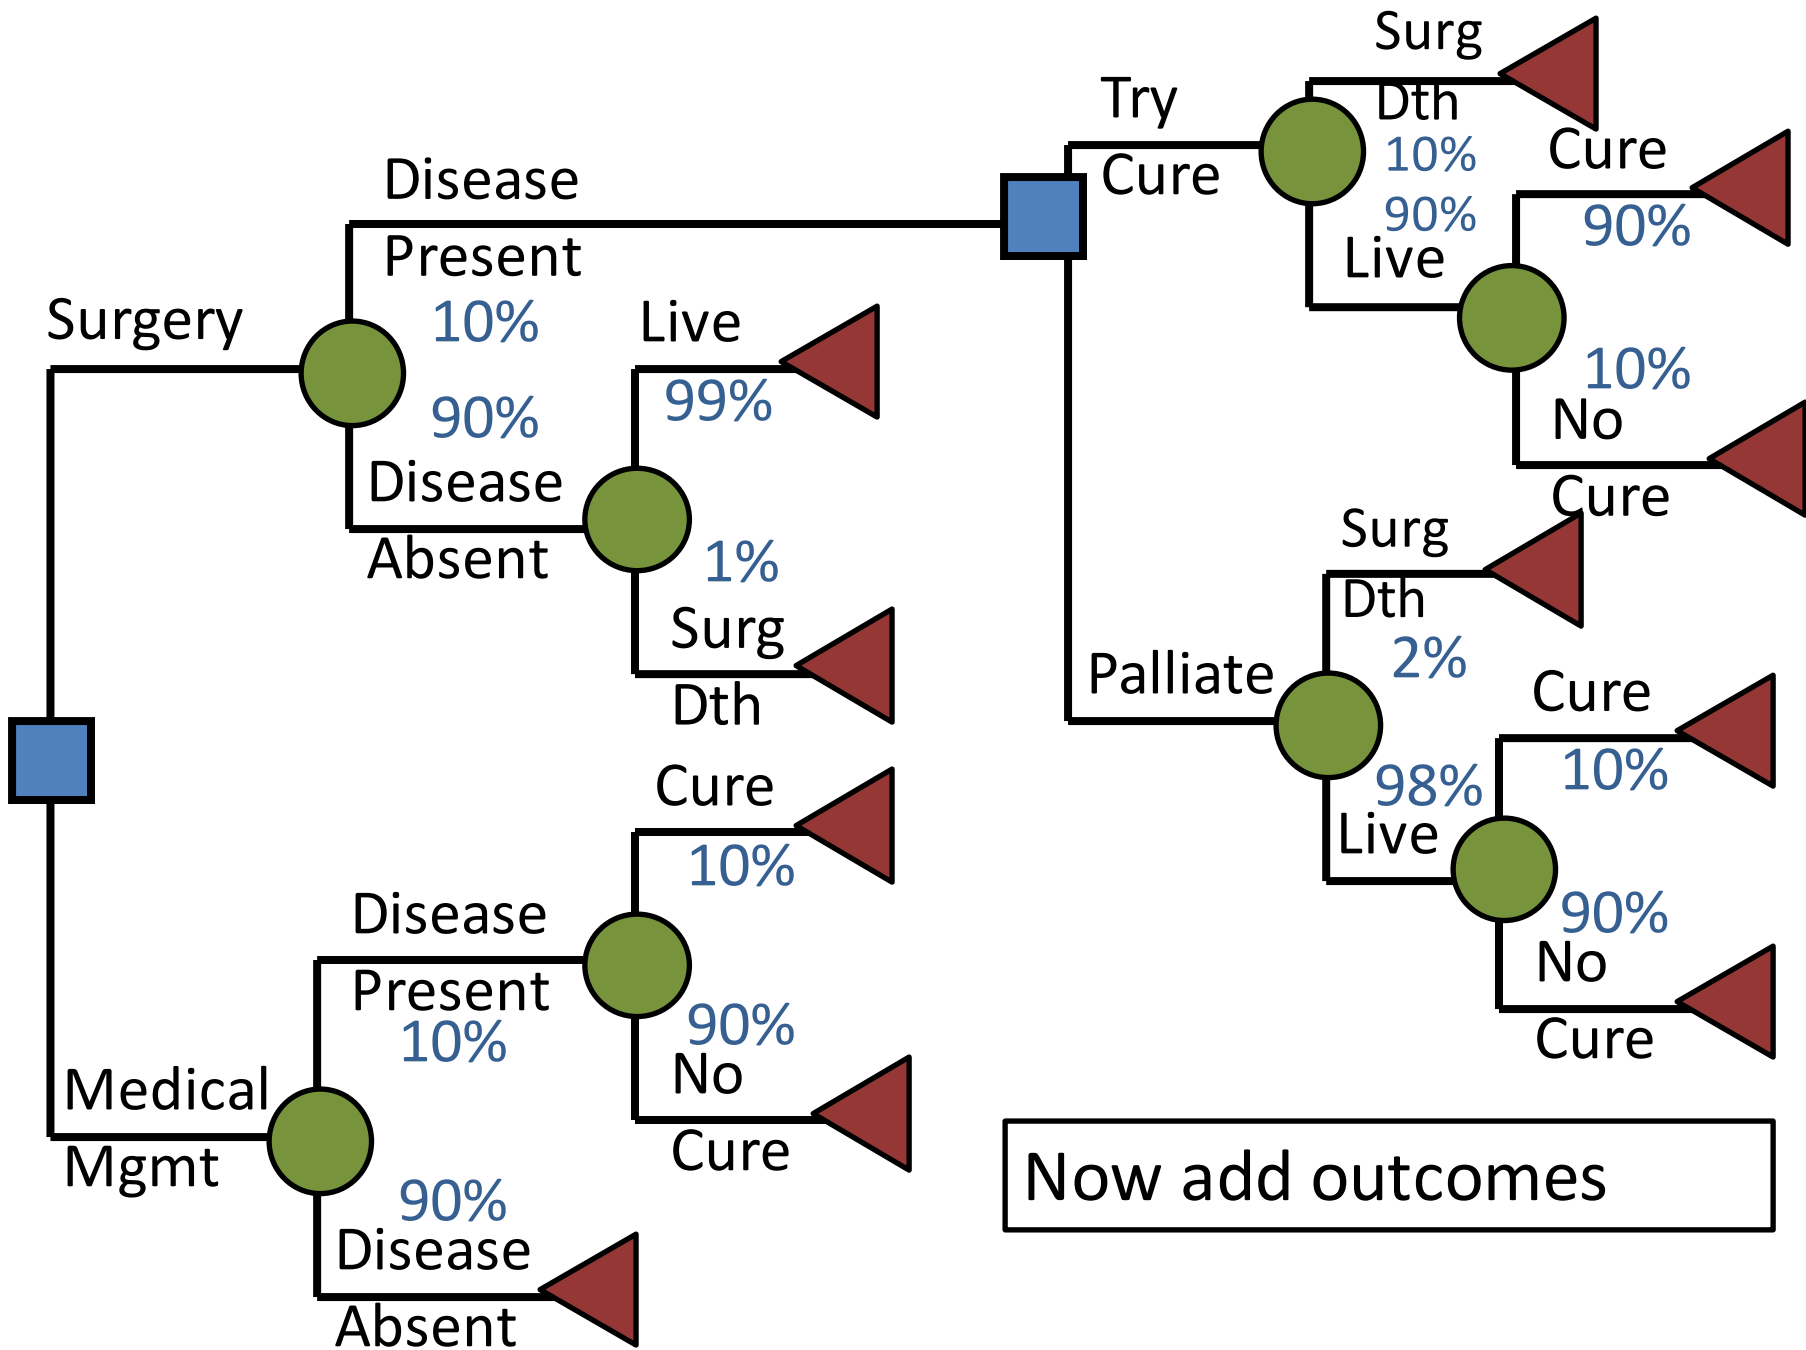 Surgery
Disease
Present
10%
90%
Disease
Absent
Live
99%
1%
Surg
Dth
Try
Cure
Surg
Dth
10%
90%
Live
Cure
90%
10%
No
Cure
Palliate
Surg
Dth
2%
98%
Live
Cure
10%
90%
No
Cure
Medical
Mgmt
Disease
Present
10%
90%
Disease
Absent
Cure
10%
90%
No
Cure
Now add outcomes